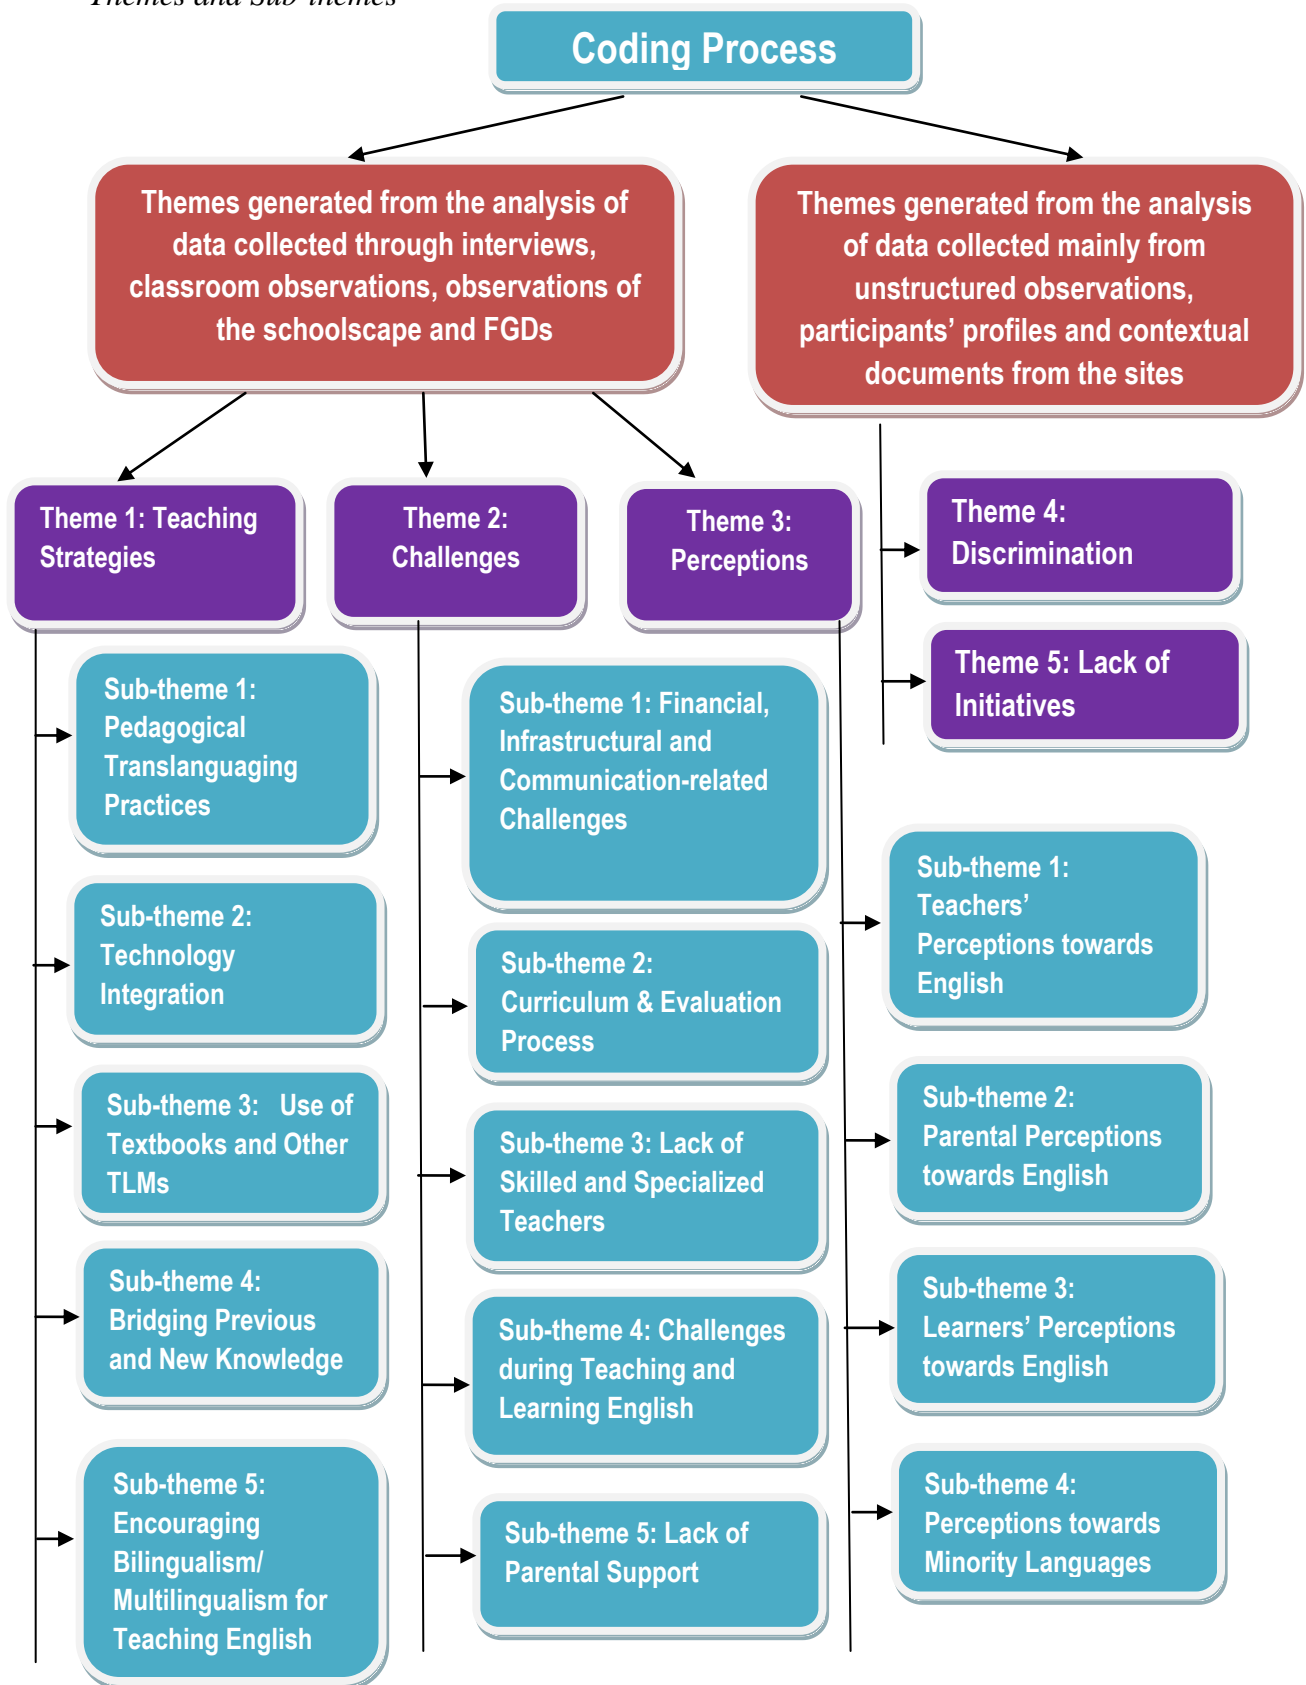 Themes and Sub-themes
Coding Process
Themes generated from the analysis of
data collected through interviews,
classroom observations, observations of
the schoolscape and FGDs
Themes generated from the analysis
of data collected mainly from
unstructured observations,
participants’ profiles and contextual
documents from the sites
Theme 1: Teaching
Strategies
Theme 2:
Challenges
Theme 3:
Perceptions
Theme 4:
Discrimination
Theme 5: Lack of
Initiatives
Sub-theme 1:
Pedagogical
Translanguaging
Practices
Sub-theme 2:
Technology
Integration
Sub-theme 3:   Use of
Textbooks and Other
TLMs
Sub-theme 4:
Bridging Previous
and New Knowledge
Sub-theme 5:
Encouraging
Bilingualism/
Multilingualism for
Teaching English
Sub-theme 1: Financial,
Infrastructural and
Communication-related
Challenges
Sub-theme 2:
Curriculum & Evaluation
Process
Sub-theme 3: Lack of
Skilled and Specialized
Teachers
Sub-theme 4: Challenges
during Teaching and
Learning English
Sub-theme 5: Lack of
Parental Support
Sub-theme 1:
Teachers’
Perceptions towards
English
Sub-theme 2:
Parental Perceptions
towards English
Sub-theme 3:
Learners’ Perceptions
towards English
Sub-theme 4:
Perceptions towards
Minority Languages